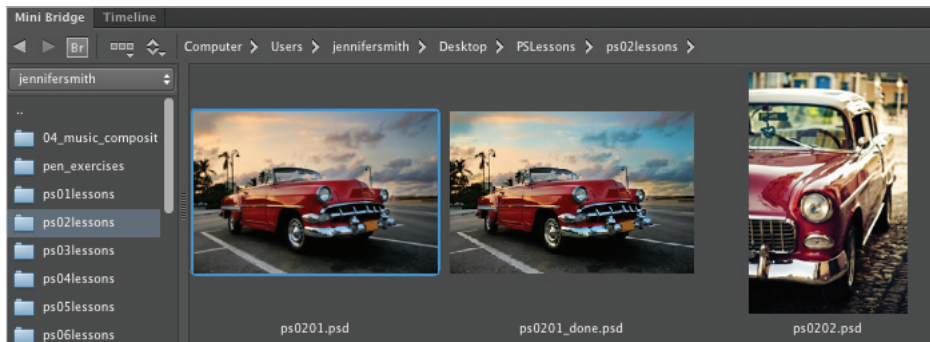 Mini Bridge Timeline
Br Computer > Users > jennifersmith > Desktop > PSLessons > ps02lessons >
jennifersmith
..
04_music_composit
pen_exercises
ps01lessons
ps02lessons
ps03lessons
ps04lessons
ps05lessons
ps06lessons
ps0201.psd ps0201_done.psd ps0202.psd